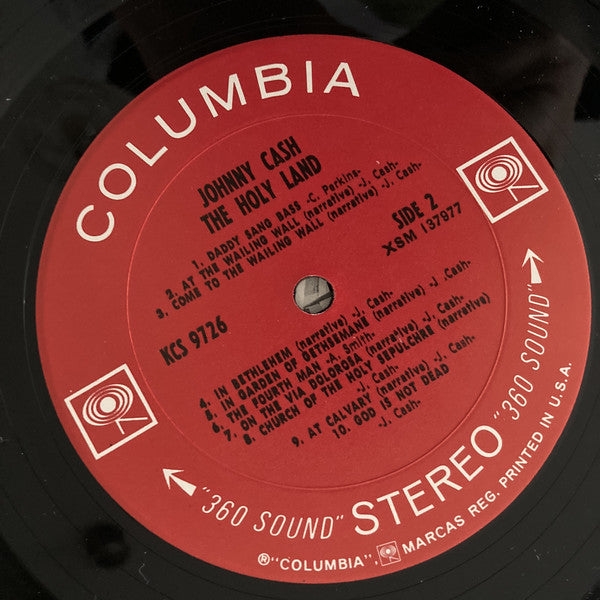 COLUMBIA
JOHNNY CASH
THE HOLY LAND
1. DADDY SANG BASS -C. Perkins-
2. AT THE WAILING WALL (narrative) -J. Cash-
3. COME TO THE WAILING WALL (narrative) -J. Cash-
SIDE 2
XSM 137977
KCS 9726
4. IN BETHLEHEM (narrative) -J. Cash-
5. IN GARDEN OF GETHSEMANE (narrative) -J. Cash-
6. THE FOURTH MAN -A. Smith-
7. ON THE VIA DOLOROSA (narrative) -J. Cash-
8. CHURCH OF THE HOLY SEPULCHRE (narrative) -J. Cash-
9. AT CALVARY (narrative) -J. Cash-
10. GOD IS NOT DEAD
-J. Cash-
"360 SOUND" STEREO "360 SOUND"
®"COLUMBIA", MARCAS REG. PRINTED IN U.S.A.